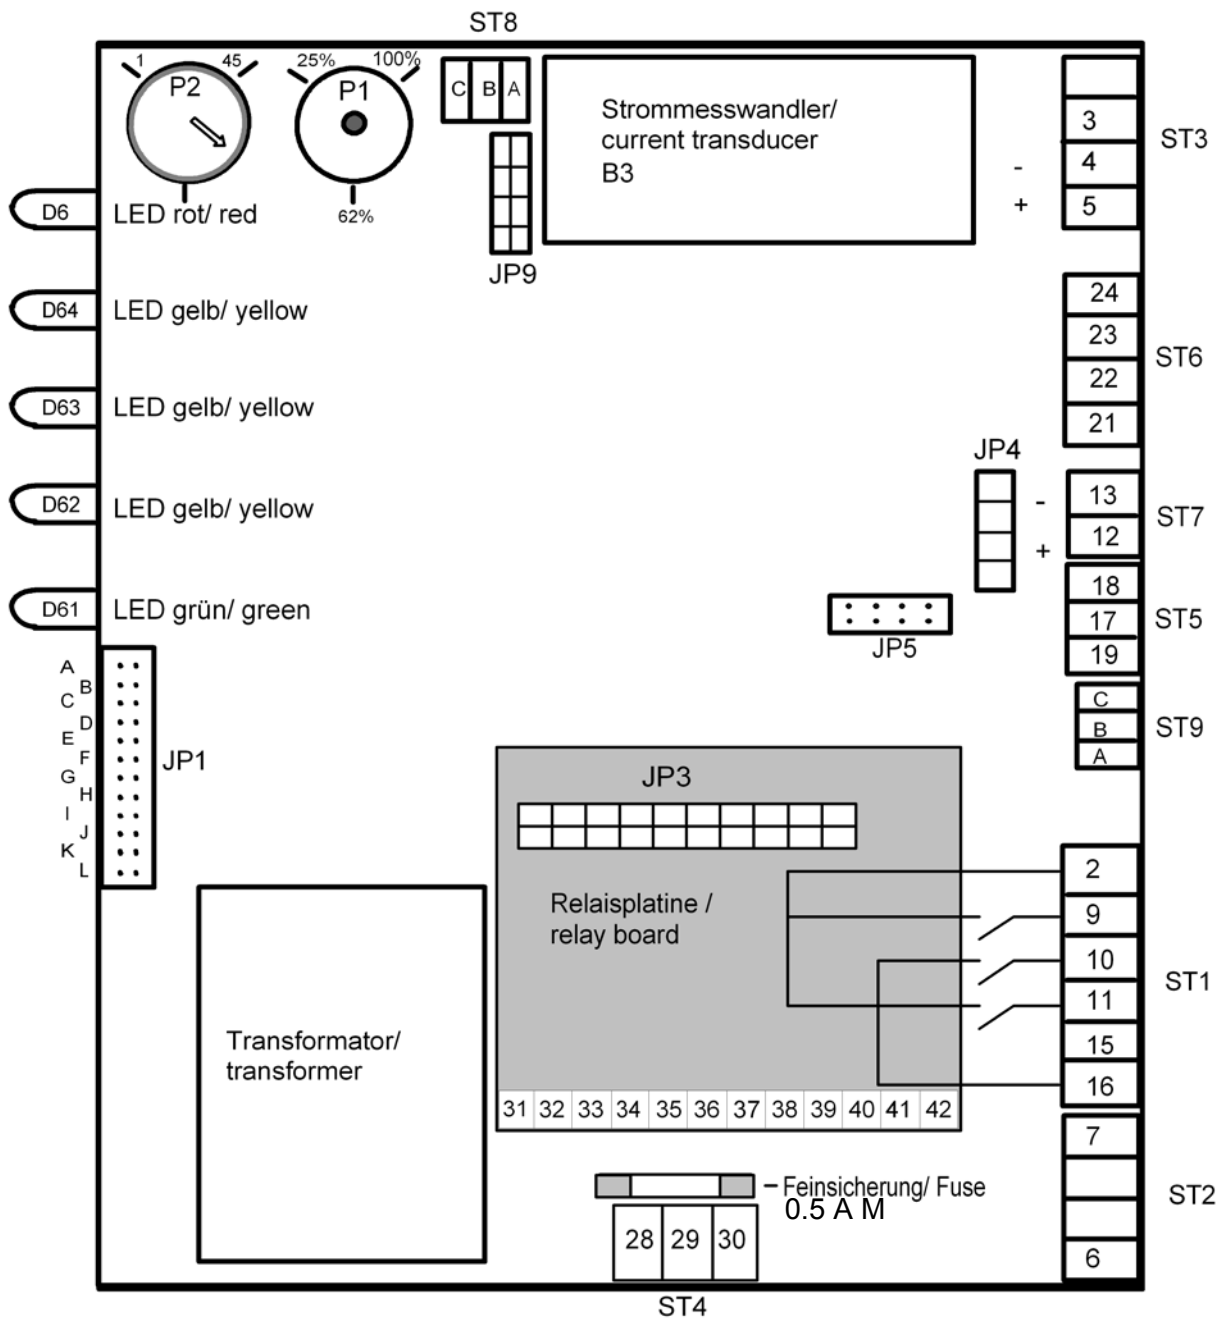 ST8
1
45
P2
25%
100%
P1
62%
C B A
Strommesswandler/
current transducer
B3
-
+
3
4
5
ST3
D6
LED rot/ red
JP9
D64
LED gelb/ yellow
24
23
22
21
ST6
D63
LED gelb/ yellow
JP4
-
+
13
12
ST7
D62
LED gelb/ yellow
18
17
19
ST5
D61
LED grün/ green
JP5
C
B
A
ST9
A
B
C
D
E
F
G
H
I
J
K
L
JP1
JP3
Relaisplatine /
relay board
2
9
10
11
15
16
ST1
Transformator/
transformer
31 32 33 34 35 36 37 38 39 40 41 42
7
6
ST2
– Feinsicherung/ Fuse
0.5 A M
28 29 30
ST4